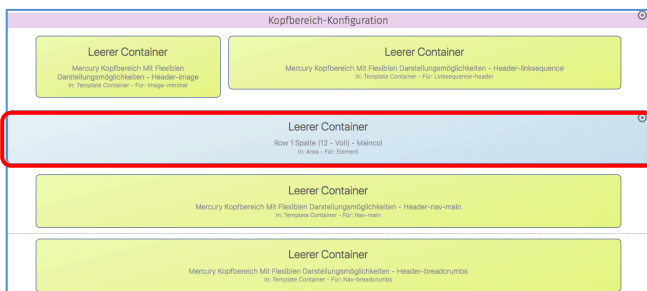 Kopfbereich-Konfiguration
Leerer Container
Mercury Kopfbereich Mit Flexiblen
Darstellungsmöglichkeiten - Header-image
In: Template Container - Für: Image-minimal
Leerer Container
Mercury Kopfbereich Mit Flexiblen Darstellungsmöglichkeiten - Header-linksequence
In: Template Container - Für: Linksequence-header
Leerer Container
Row 1 Spalte (12 - Voll) - Maincol
In: Area - Für: Element
Leerer Container
Mercury Kopfbereich Mit Flexiblen Darstellungsmöglichkeiten - Header-nav-main
In: Template Container - Für: Nav-main
Leerer Container
Mercury Kopfbereich Mit Flexiblen Darstellungsmöglichkeiten - Header-breadcrumbs
In: Template Container - Für: Nav-breadcrumbs